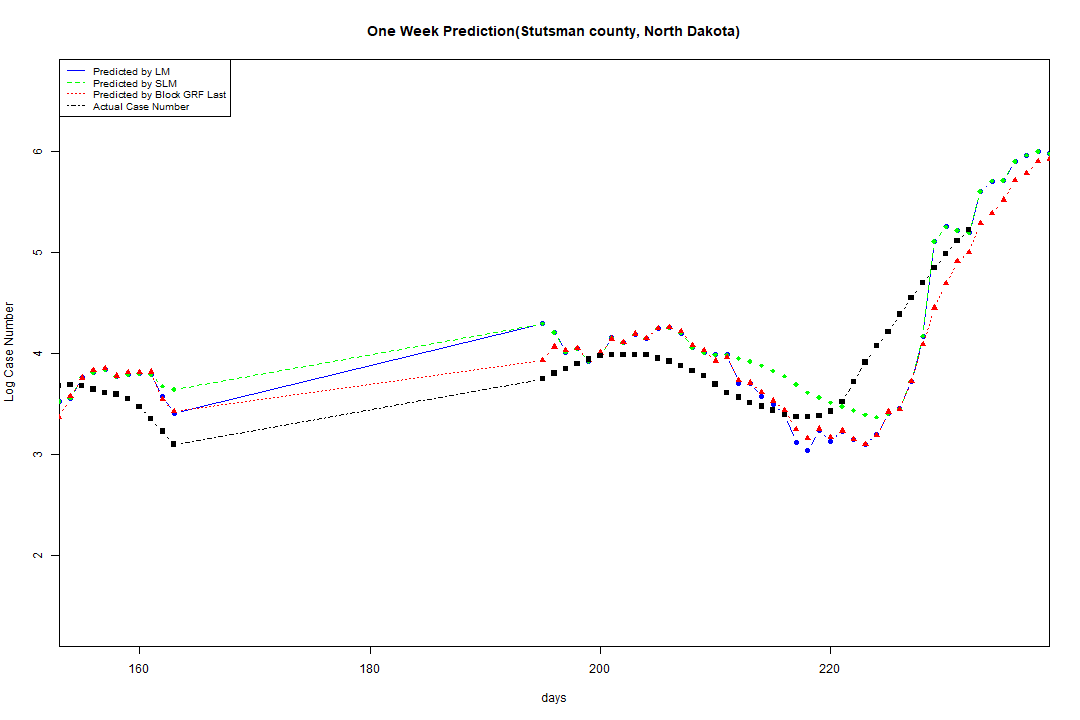 One Week Prediction(Stutsman county, North Dakota)
Predicted by LM
Predicted by SLM
Predicted by Block GRF Last
Actual Case Number
6
5
4
3
2
Log Case Number
160 180 200 220
days